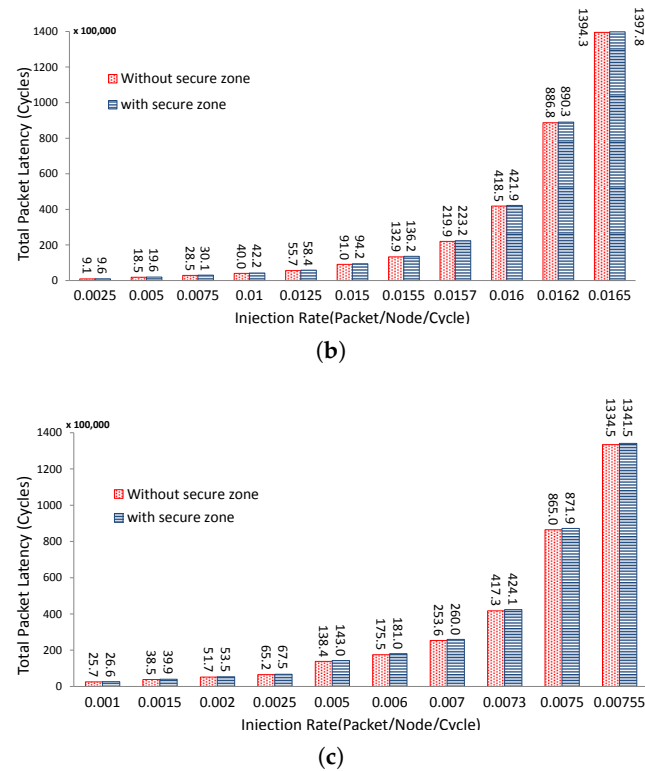 x 100,000
1400
1200
1000
800
600
400
200
0
Total Packet Latency (Cycles)
Without secure zone
with secure zone
9.1 9.6 18.5 19.6 28.5 30.1 40.0 42.2 55.7 58.4 91.0 94.2 132.9 136.2 219.9 223.2 418.5 421.9 886.8 890.3 1394.3 1397.8
0.0025 0.005 0.0075 0.01 0.0125 0.015 0.0155 0.0157 0.016 0.0162 0.0165
Injection Rate(Packet/Node/Cycle)
(b)
x 100,000
1400
1200
1000
800
600
400
200
0
Total Packet Latency (Cycles)
Without secure zone
with secure zone
25.7 26.6 38.5 39.9 51.7 53.5 65.2 67.5 138.4 143.0 175.5 181.0 253.6 260.0 417.3 424.1 865.0 871.9 1334.5 1341.5
0.001 0.0015 0.002 0.0025 0.005 0.006 0.007 0.0073 0.0075 0.00755
Injection Rate(Packet/Node/Cycle)
(c)